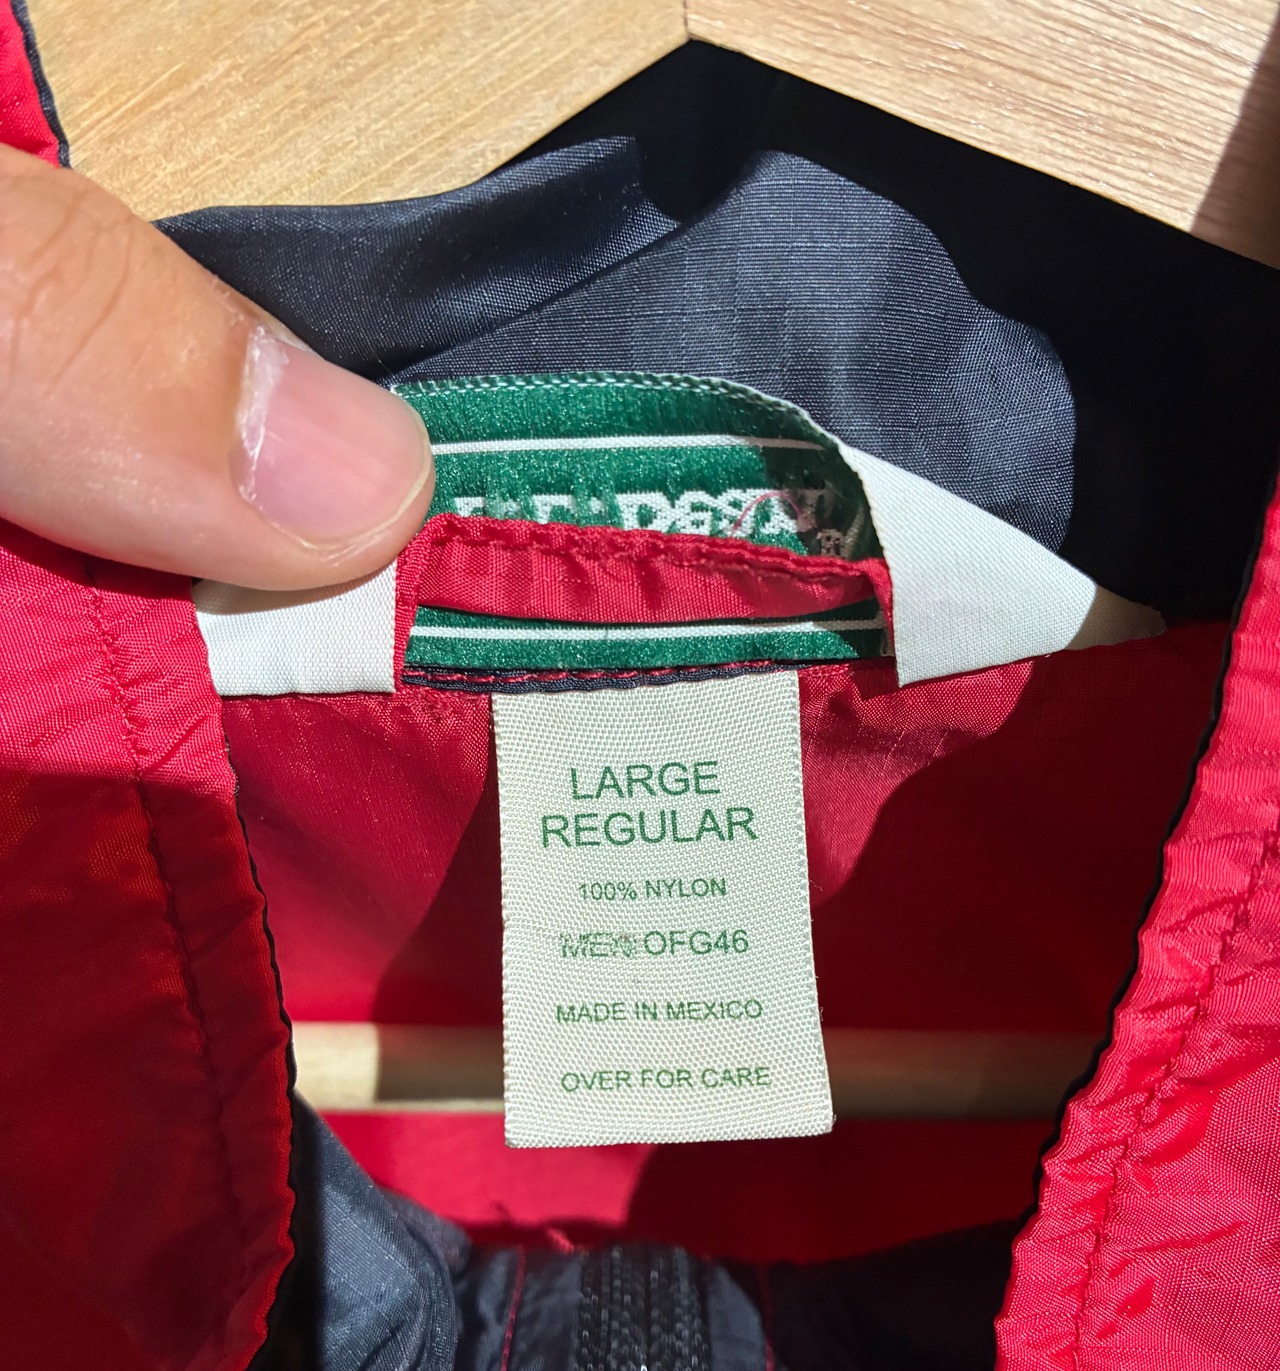 LARGE
REGULAR
100% NYLON
OFG46
MADE IN MEXICO
OVER FOR CARE